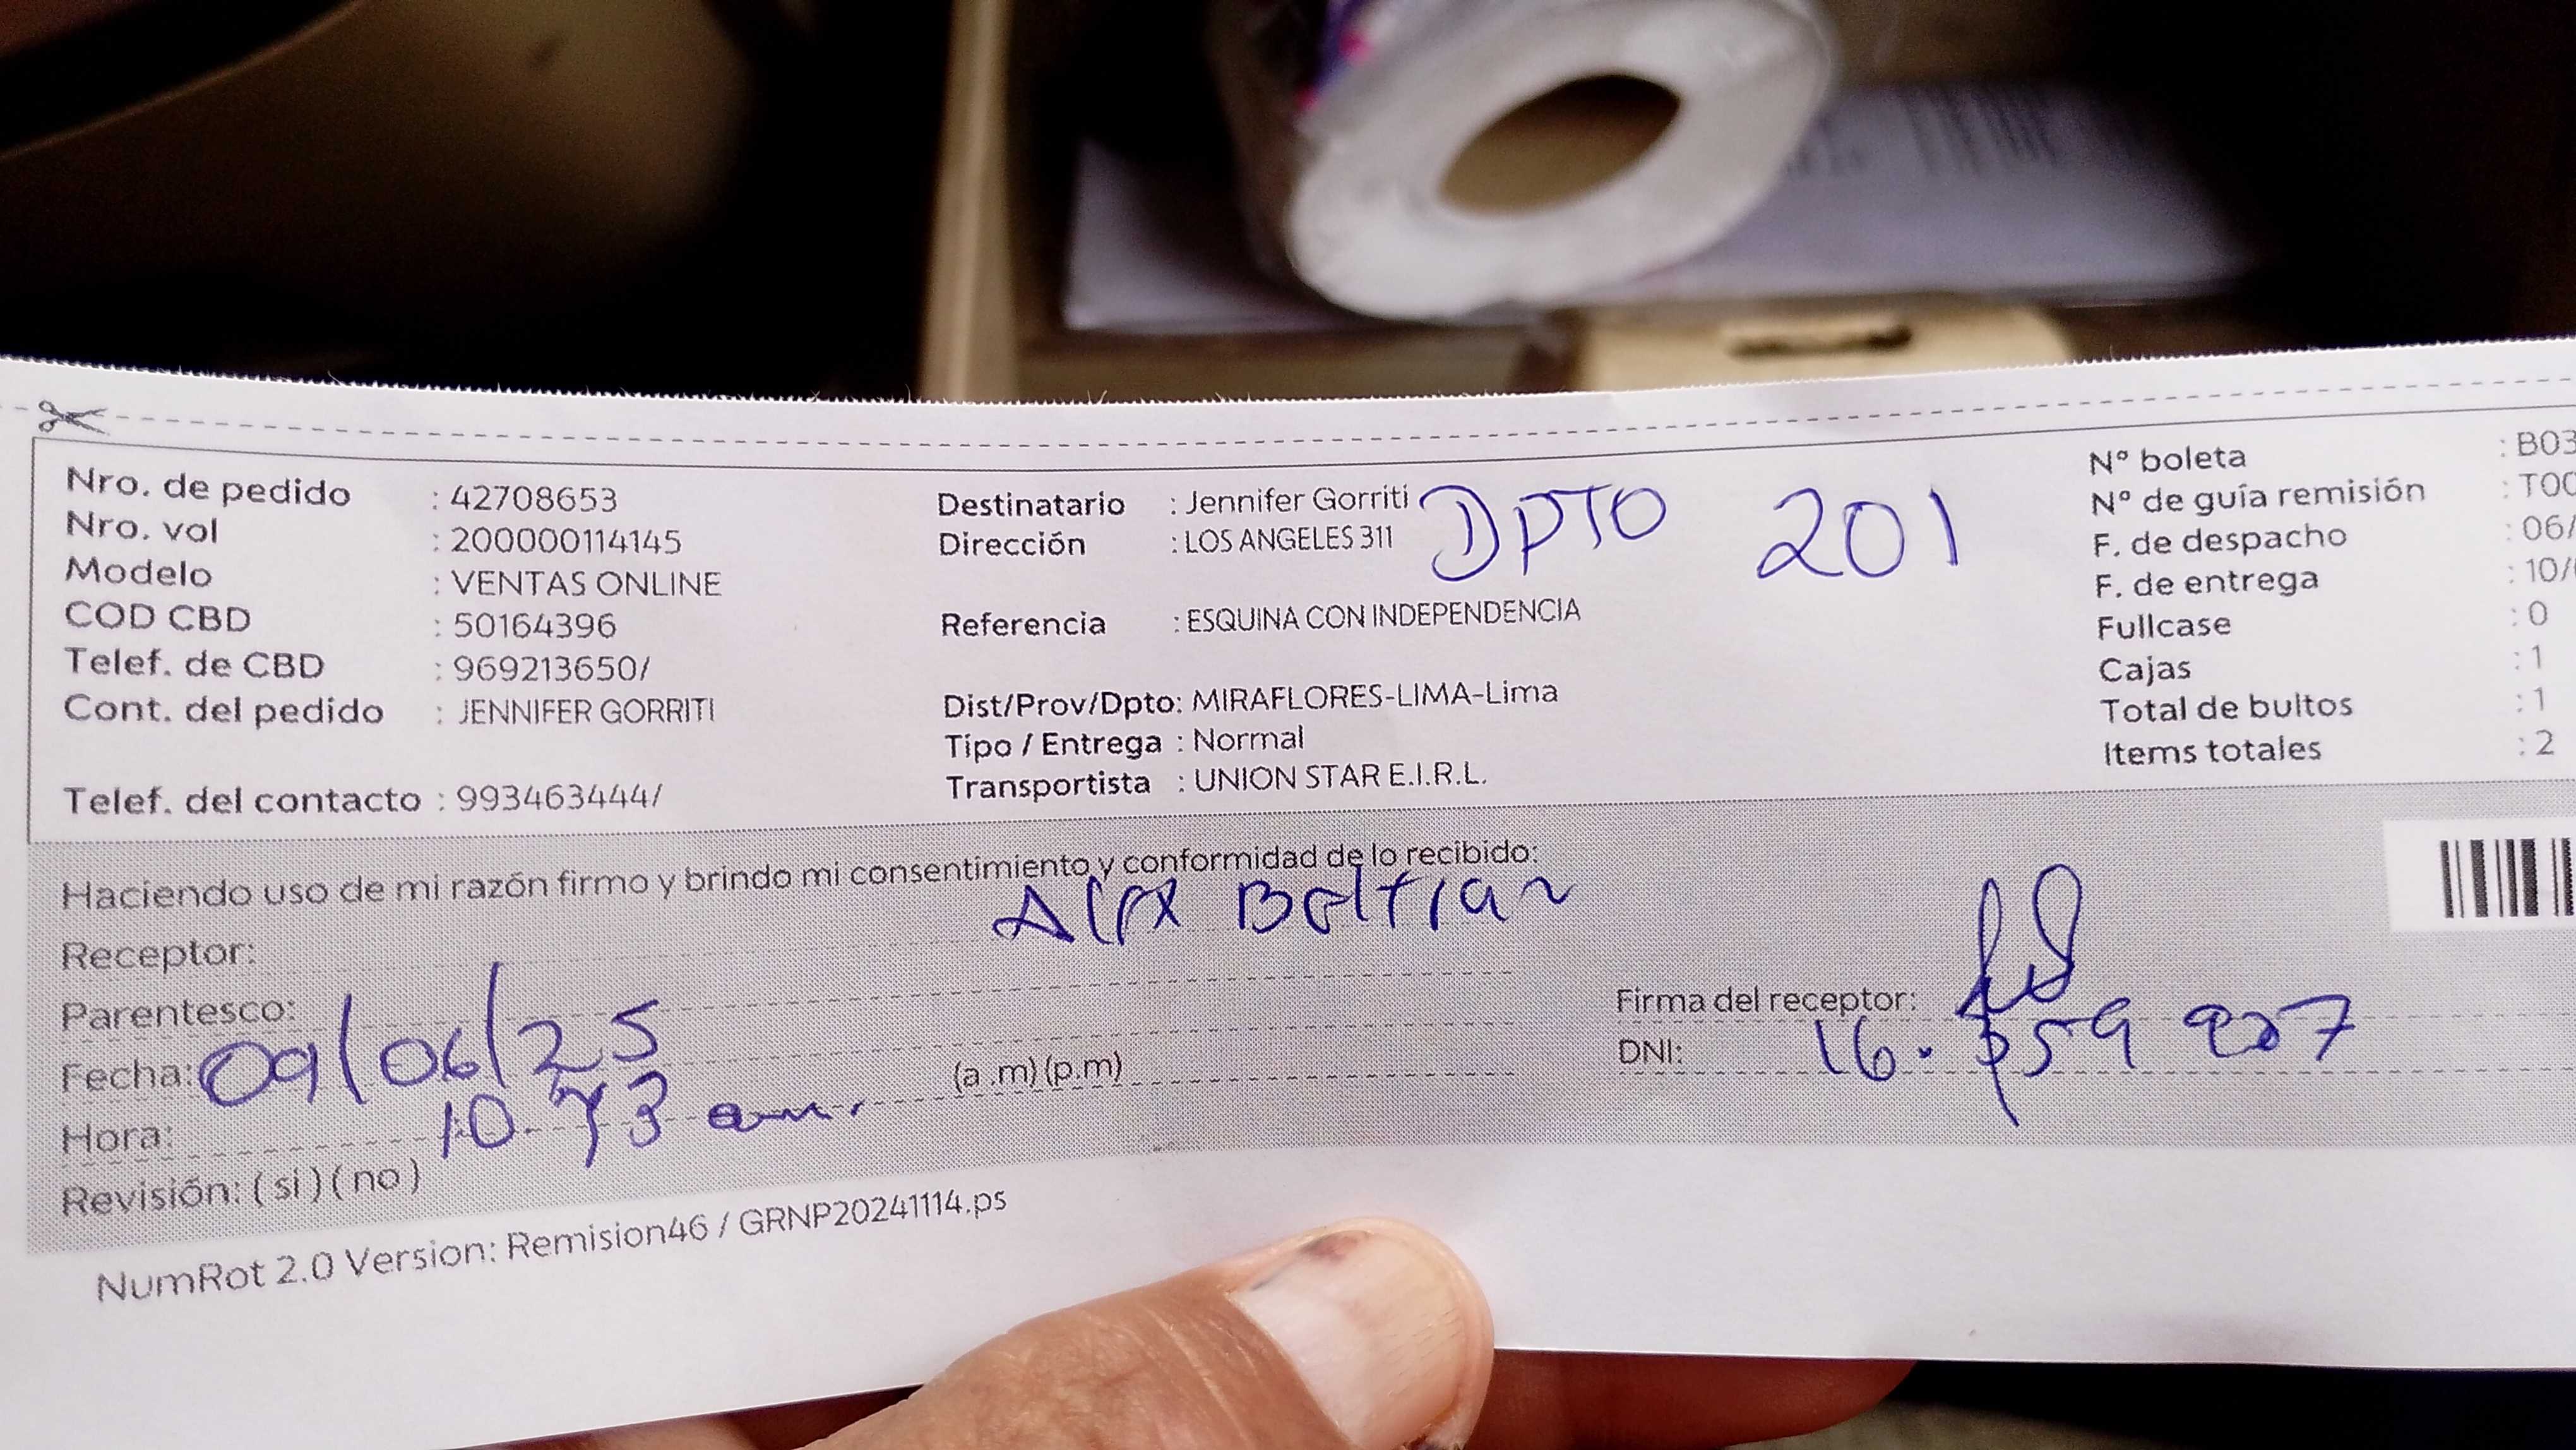 Nro. de pedido : 42708653
Nro. vol : 200000114145
Modelo : VENTAS ONLINE
COD CBD : 50164396
Telef. de CBD : 969213650/
Cont. del pedido : JENNIFER GORRITI
Telef. del contacto : 993463444/
Destinatario : Jennifer Gorriti
Dirección : LOS ANGELES 311 DPTO 201
Referencia : ESQUINA CON INDEPENDENCIA
Dist/Prov/Dpto: MIRAFLORES-LIMA-Lima
Tipo / Entrega : Normal
Transportista : UNION STAR E.I.R.L.
N° boleta : B03
N° de guía remisión : T00
F. de despacho : 06/
F. de entrega : 10/
Fullcase : 0
Cajas : 1
Total de bultos : 1
Items totales : 2
Haciendo uso de mi razón firmo y brindo mi consentimiento y conformidad de lo recibido:
Receptor: Alex Beltran
Parentesco:
Fecha: 09/06/25
Hora: am. (a.m)(p.m)
Revisión: (si)(no)
Firma del receptor:
DNI:
NumRot 2.0 Version: Remision46 / GRNP20241114.ps